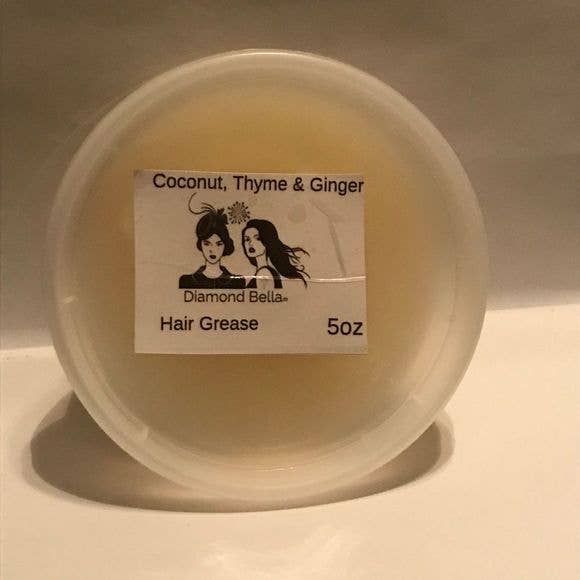 Coconut, Thyme & Ginger
Diamond Bella
Hair Grease 5oz